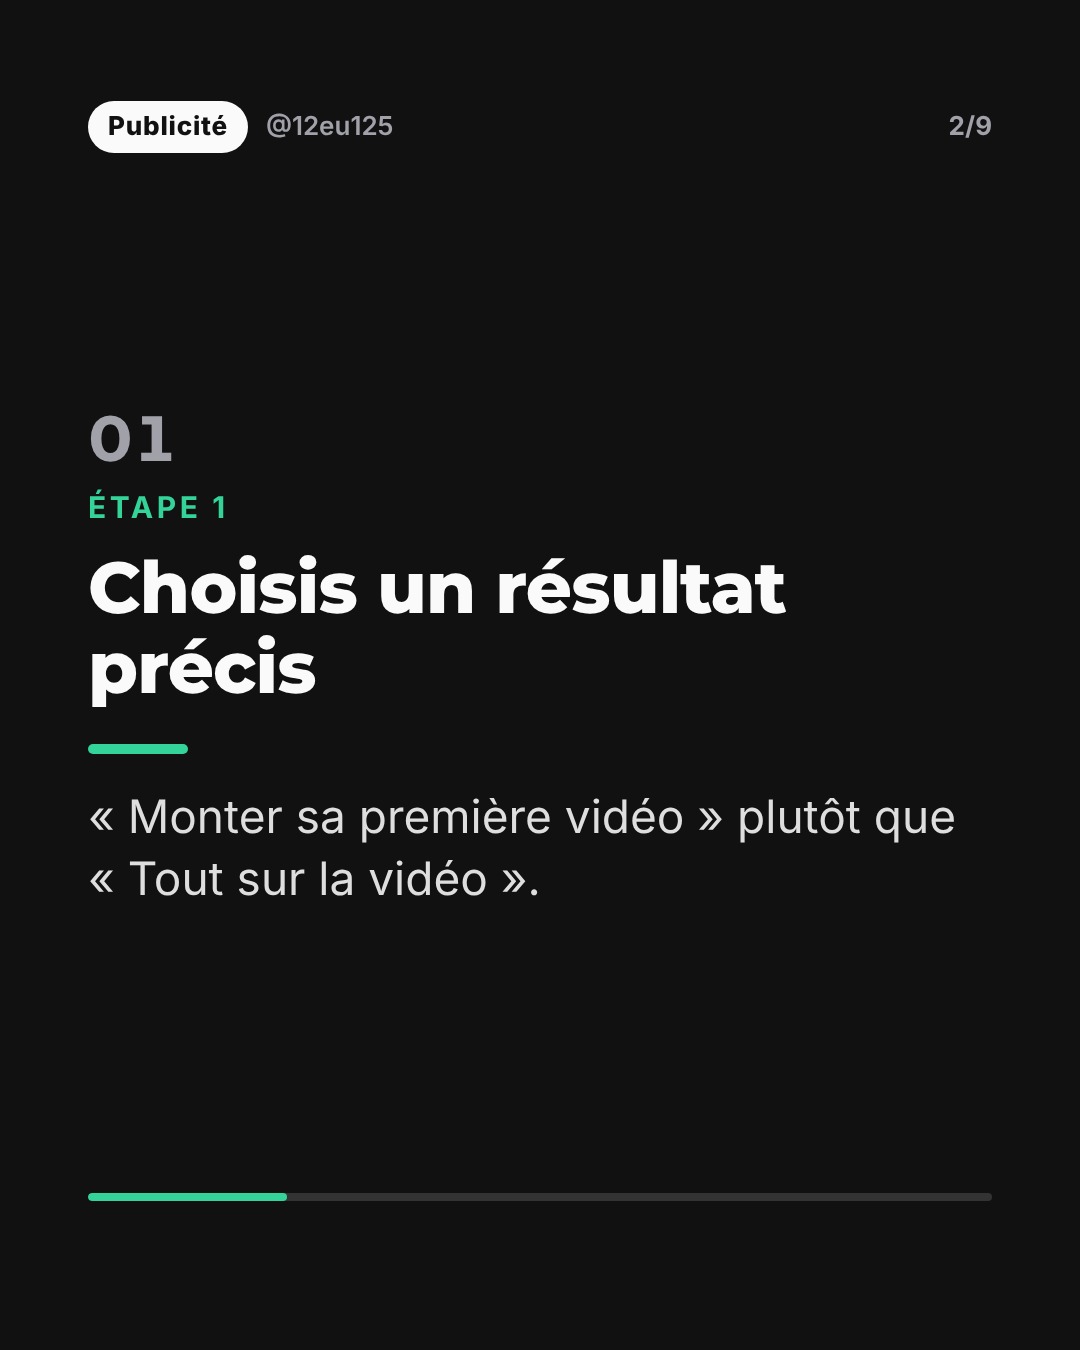 Publicité @12eu125 2/9
01
ÉTAPE 1
Choisis un résultat
précis
« Monter sa première vidéo » plutôt que
« Tout sur la vidéo ».